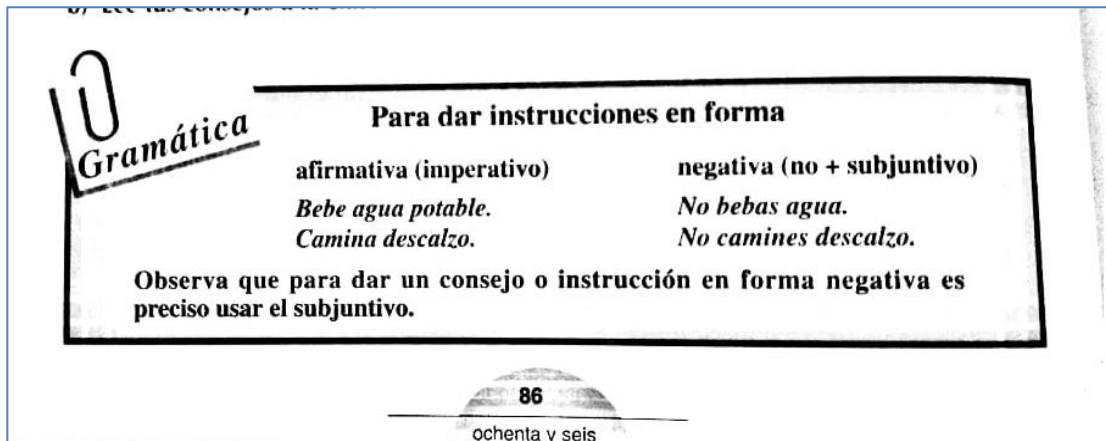 Gramática
Para dar instrucciones en forma
afirmativa (imperativo) negativa (no + subjuntivo)
Bebe agua potable. No bebas agua.
Camina descalzo. No camines descalzo.
Observa que para dar un consejo o instrucción en forma negativa es
preciso usar el subjuntivo.
86
ochenta y seis